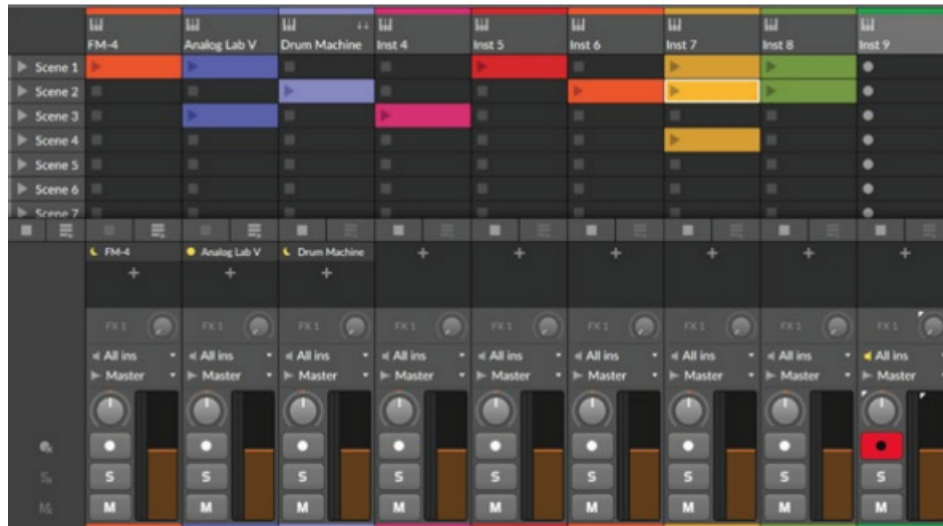 FM-4 Analog Lab V Drum Machine Inst 4 Inst 5 Inst 6 Inst 7 Inst 8 Inst 9
Scene 1
Scene 2
Scene 3
Scene 4
Scene 5
Scene 6
Scene 7
FM-4 Analog Lab V Drum Machine
FX 1 FX 1 FX 1 FX 1 FX 1 FX 1 FX 1 FX 1 FX 1
All ins All ins All ins All ins All ins All ins All ins All ins All ins
Master Master Master Master Master Master Master Master Master
S S S S S S S S S
M M M M M M M M M